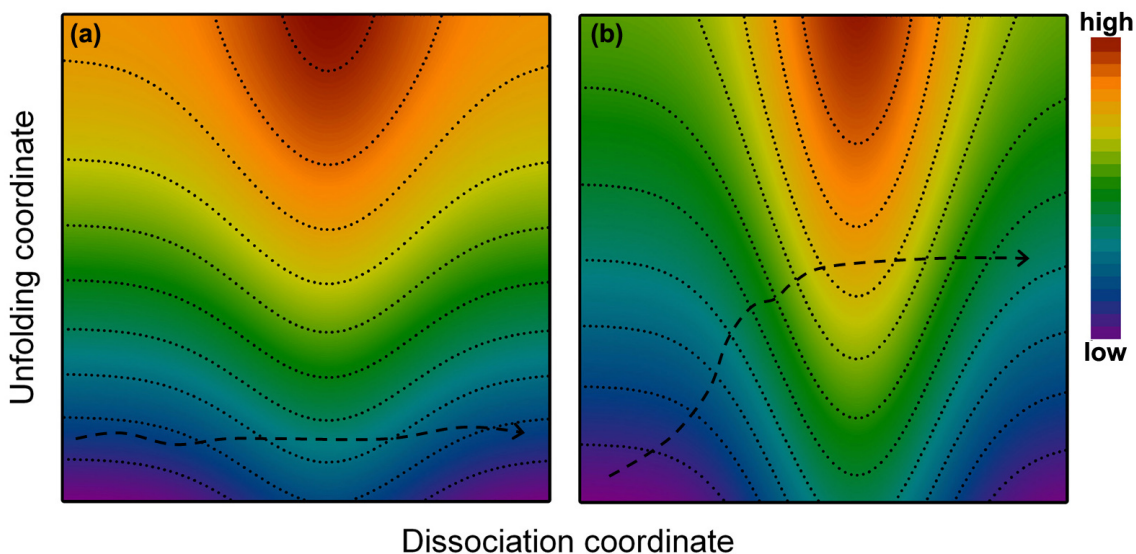 (a)
(b)
high
low
Unfolding coordinate
Dissociation coordinate